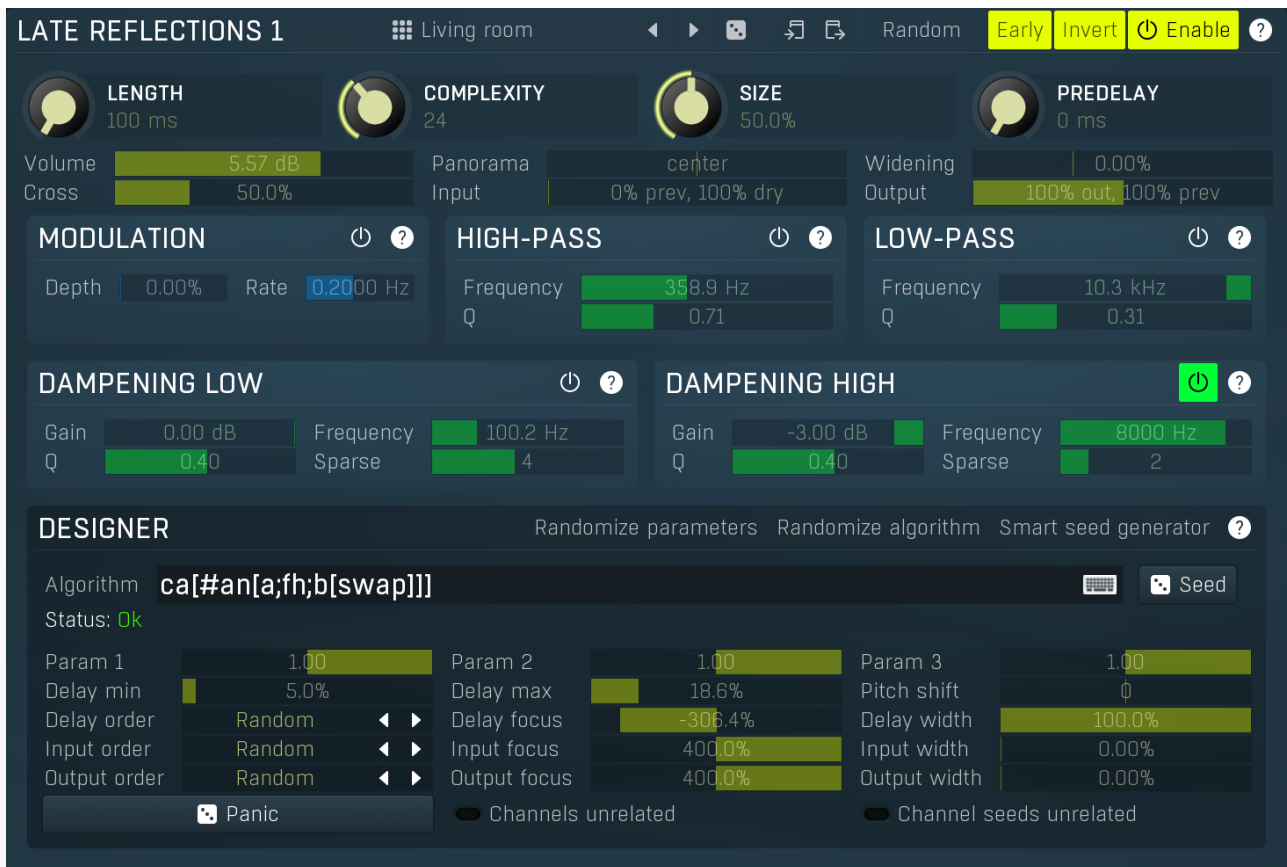 LATE REFLECTIONS 1 Living room Random Early Invert Enable ?
LENGTH COMPLEXITY SIZE PREDELAY
100 ms 24 50.0% 0 ms
Volume 5.57 dB Panorama center Widening 0.00%
Cross 50.0% Input 0% prev, 100% dry Output 100% out, 100% prev
MODULATION ? HIGH-PASS ? LOW-PASS ?
Depth 0.00% Rate 0.2000 Hz Frequency 358.9 Hz Frequency 10.3 kHz
Q 0.71 Q 0.31
DAMPENING LOW ? DAMPENING HIGH ?
Gain 0.00 dB Frequency 100.2 Hz Gain -3.00 dB Frequency 8000 Hz
Q 0.40 Sparse 4 Q 0.40 Sparse 2
DESIGNER Randomize parameters Randomize algorithm Smart seed generator ?
Algorithm ca[#an[a;fh;b[swap]]] Seed
Status: Ok
Param 1 1.00 Param 2 1.00 Param 3 1.00
Delay min 5.0% Delay max 18.6% Pitch shift 0
Delay order Random Delay focus -306.4% Delay width 100.0%
Input order Random Input focus 400.0% Input width 0.00%
Output order Random Output focus 400.0% Output width 0.00%
Panic Channels unrelated Channel seeds unrelated